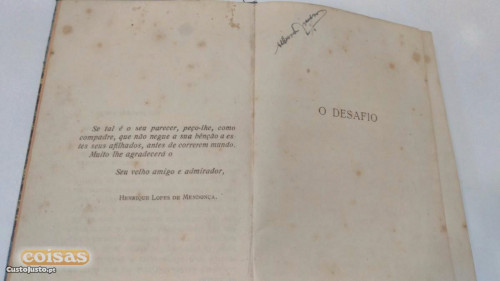 Se tal é o seu parecer, peço-lhe, como
compadre, que não negue a sua bênção a es-
tes seus afilhados, antes de correrem mundo.
Muito lhe agradecerá o
Seu velho amigo e admirador,
HENRIQUE LOPES DE MENDONÇA.
O DESAFIO
coisas
CustoJusto.pt